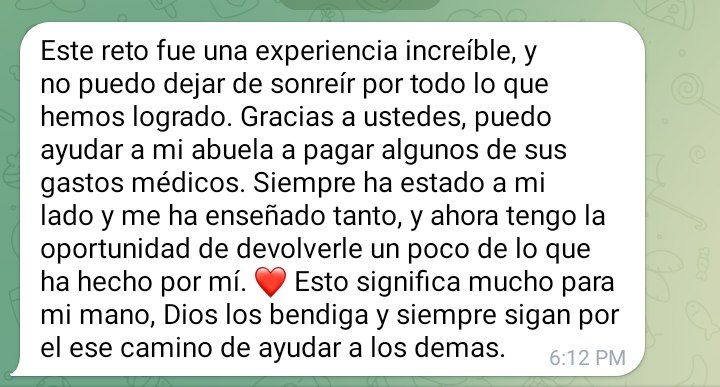 Este reto fue una experiencia increíble, y
no puedo dejar de sonreír por todo lo que
hemos logrado. Gracias a ustedes, puedo
ayudar a mi abuela a pagar algunos de sus
gastos médicos. Siempre ha estado a mi
lado y me ha enseñado tanto, y ahora tengo la
oportunidad de devolverle un poco de lo que
ha hecho por mí. ❤️ Esto significa mucho para
mi mano, Dios los bendiga y siempre sigan por
el ese camino de ayudar a los demas.
6:12 PM